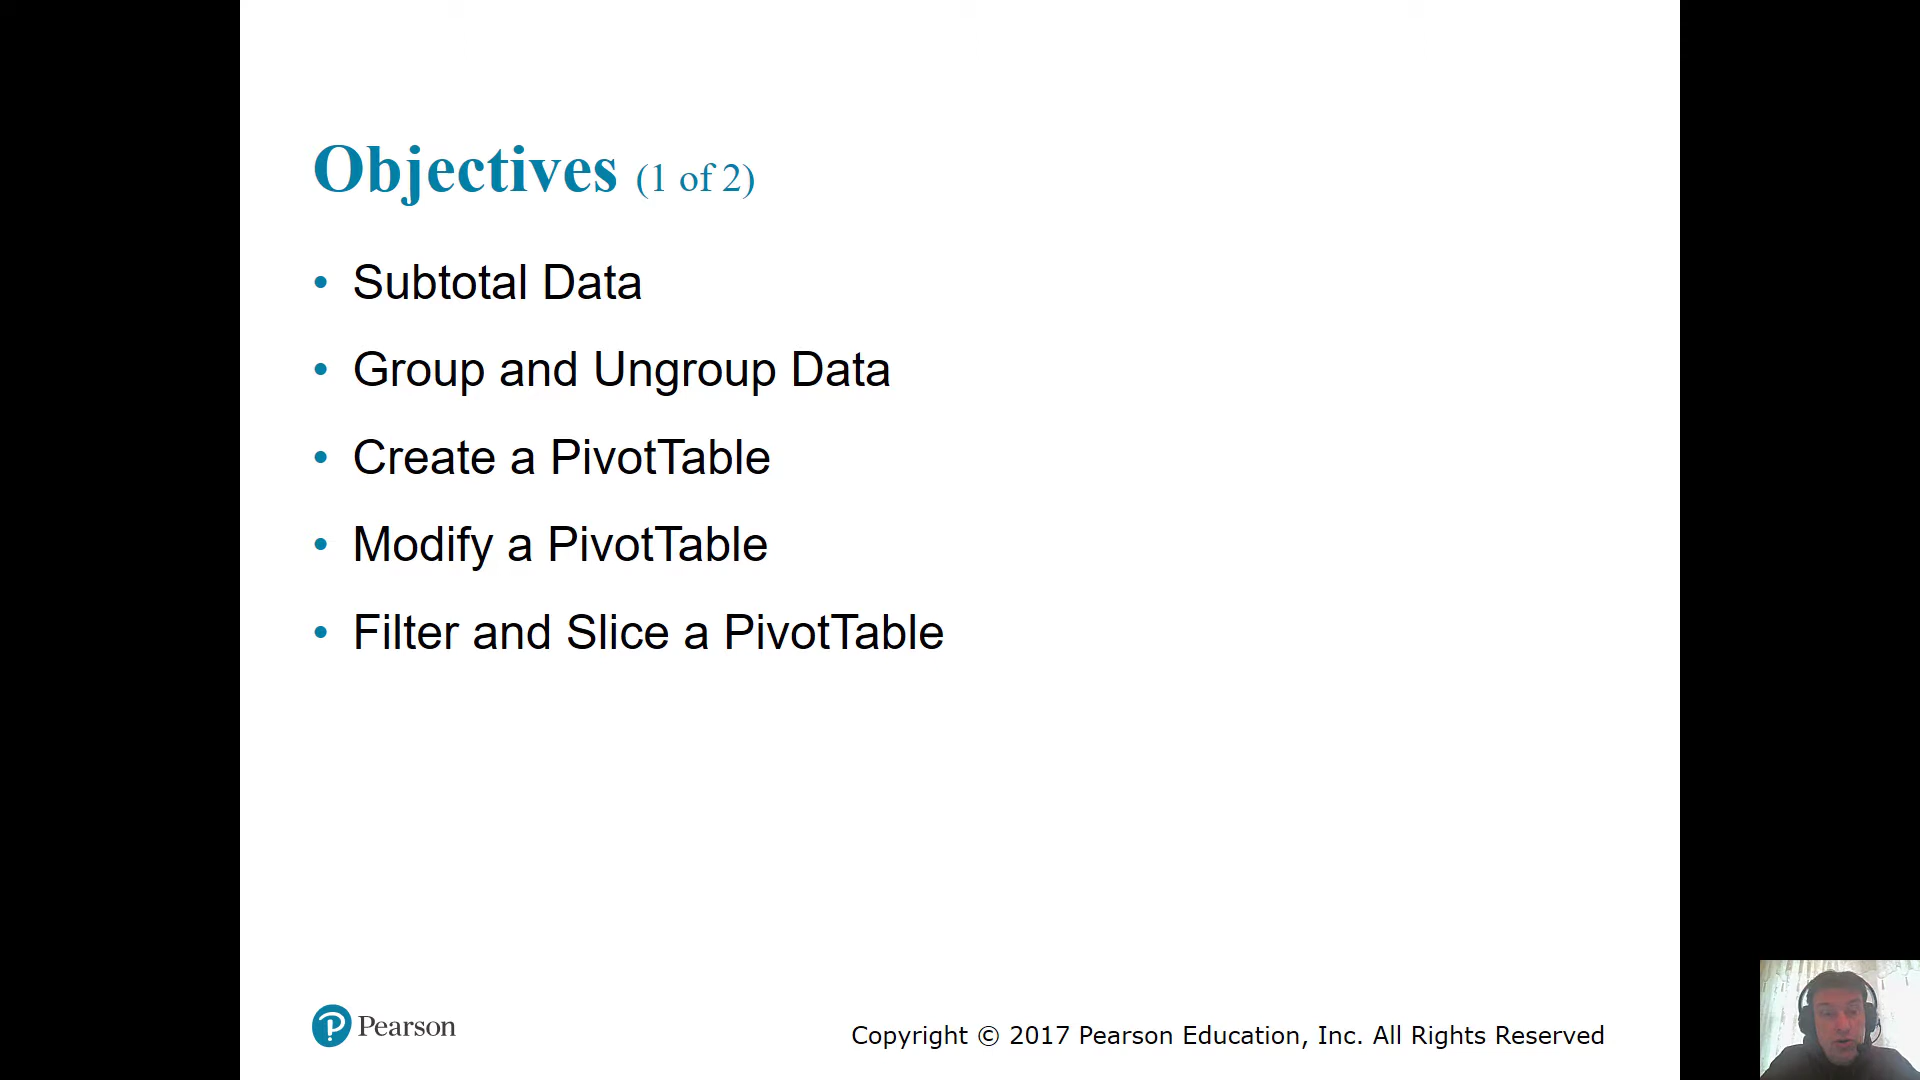 Objectives (1 of 2)
• Subtotal Data
• Group and Ungroup Data
• Create a PivotTable
• Modify a PivotTable
• Filter and Slice a PivotTable
Pearson
Copyright © 2017 Pearson Education, Inc. All Rights Reserved